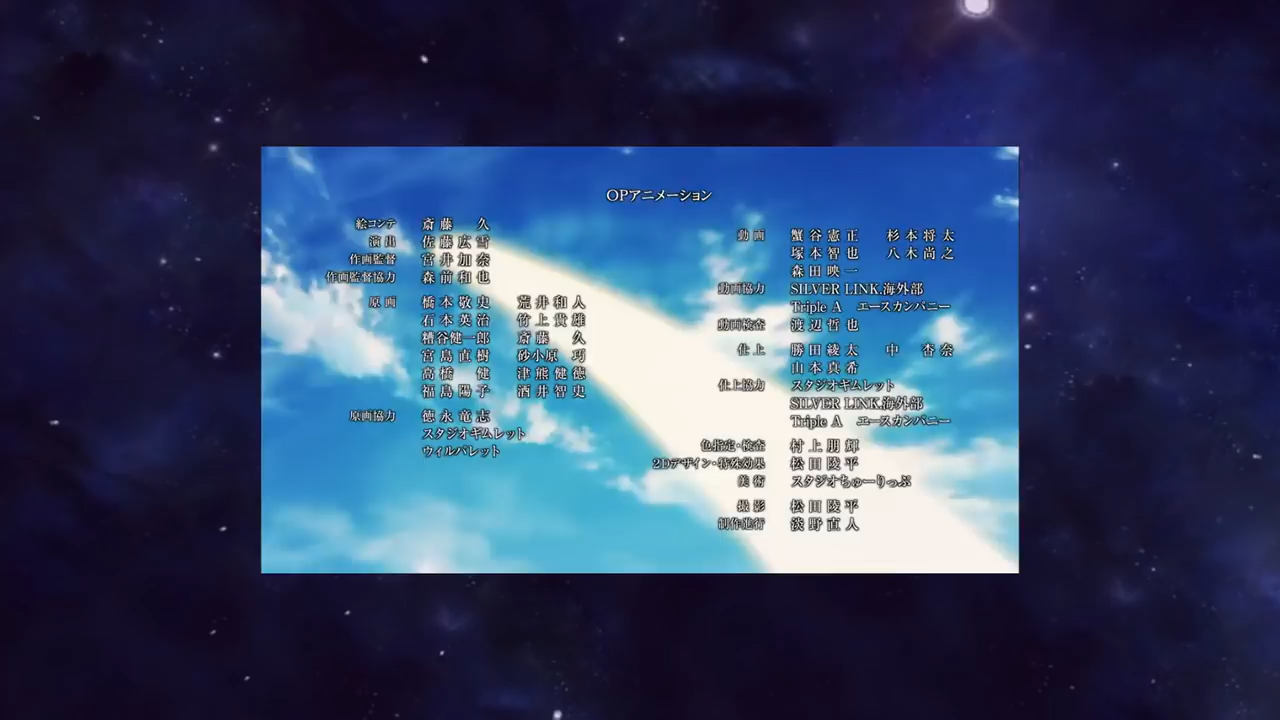 OPアニメーション
絵コンテ 斎藤 久
演出 佐藤広雪
作画監督 宮井加奈
作画監督協力 森前和也
原画 橋本敬史 荒井和人
石本英治 竹上貴雄
糟谷健一郎 斎藤 久
宮島直樹 砂小原 巧
高橋 健 津熊健徳
福島陽子 酒井智史
原画協力 徳永竜志
スタジオギムレット
ウィルパレット
動画 蟹谷憲正 杉本将太
塚本智也 八木尚之
森田映一
動画協力 SILVER LINK.海外部
Triple A エースカンパニー
動画検査 渡辺哲也
仕上 勝田綾太 中 杏奈
山本真希
仕上協力 スタジオギムレット
SILVER LINK.海外部
Triple A エースカンパニー
色指定・検査 村上朋輝
2Dデザイン・特殊効果 松田陵平
美術 スタジオちゅーりっぷ
撮影 松田陵平
制作進行 淡野直人